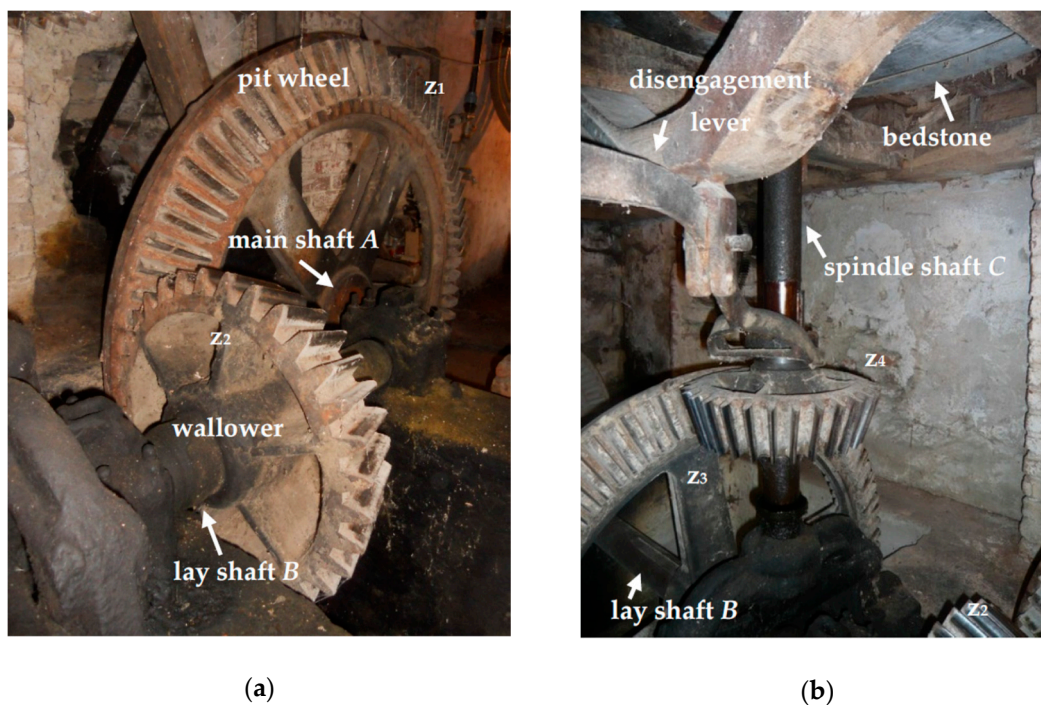 pit wheel
z1
main shaft A
z2
wallower
lay shaft B
disengagement
lever
bedstone
spindle shaft C
z4
z3
lay shaft B
z2
(a)
(b)